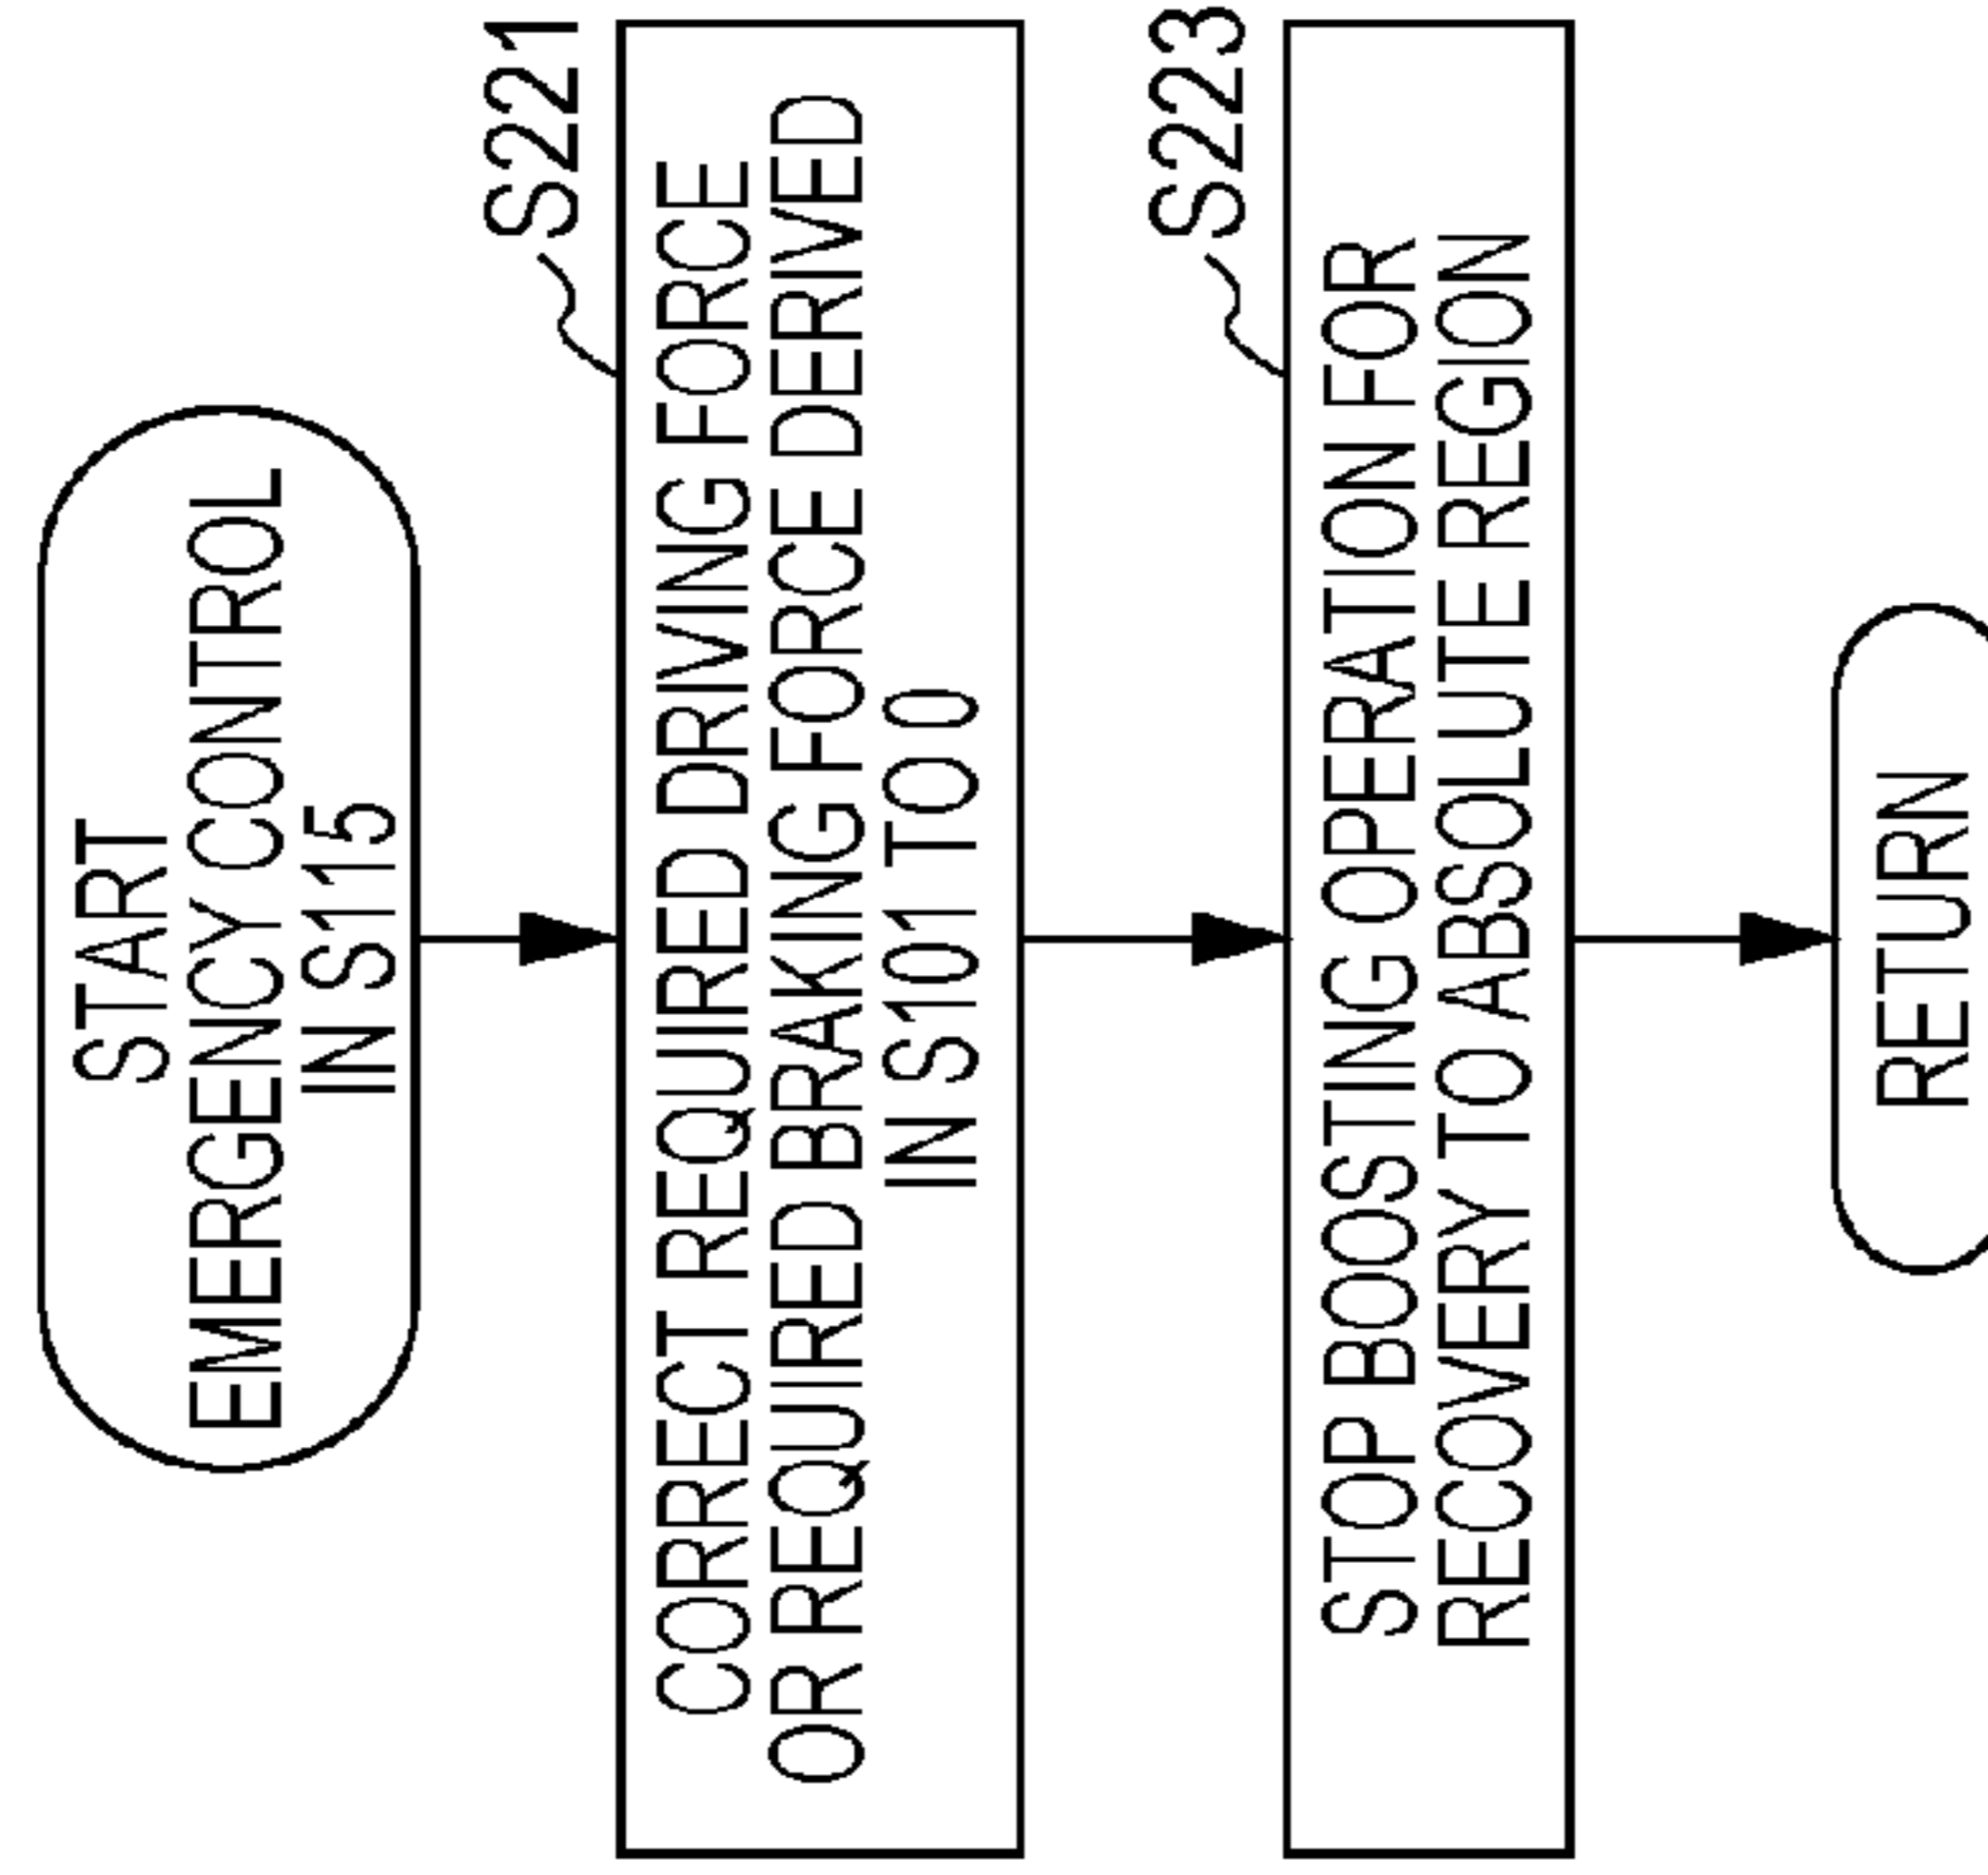 START
EMERGENCY CONTROL
IN S115
S221
CORRECT REQUIRED DRIVING FORCE
OR REQUIRED BRAKING FORCE DERIVED
IN S101 TO 0
S223
STOP BOOSTING OPERATION FOR
RECOVERY TO ABSOLUTE REGION
RETURN